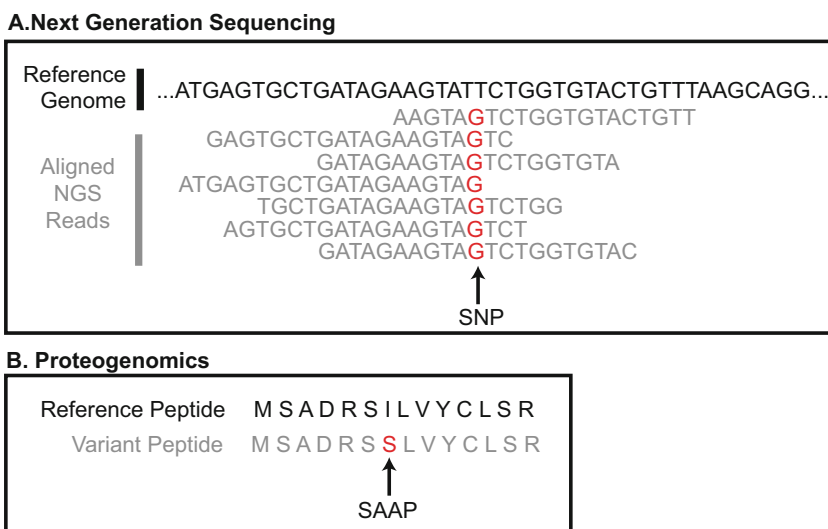 A.Next Generation Sequencing
Reference
Genome
...ATGAGTGCTGATAGAAGTATTCTGGTGTACTGTTTAAGCAGG...
AAGTAGTCTGGTGTACTGTT
GAGTGCTGATAGAAGTAGTC
GATAGAAGTAGTCTGGTGTA
ATGAGTGCTGATAGAAGTAG
TGCTGATAGAAGTAGTCTGG
AGTGCTGATAGAAGTAGTCT
GATAGAAGTAGTCTGGTGTAC
Aligned
NGS
Reads
SNP
B. Proteogenomics
Reference Peptide M S A D R S I L V Y C L S R
Variant Peptide M S A D R S S L V Y C L S R
SAAP